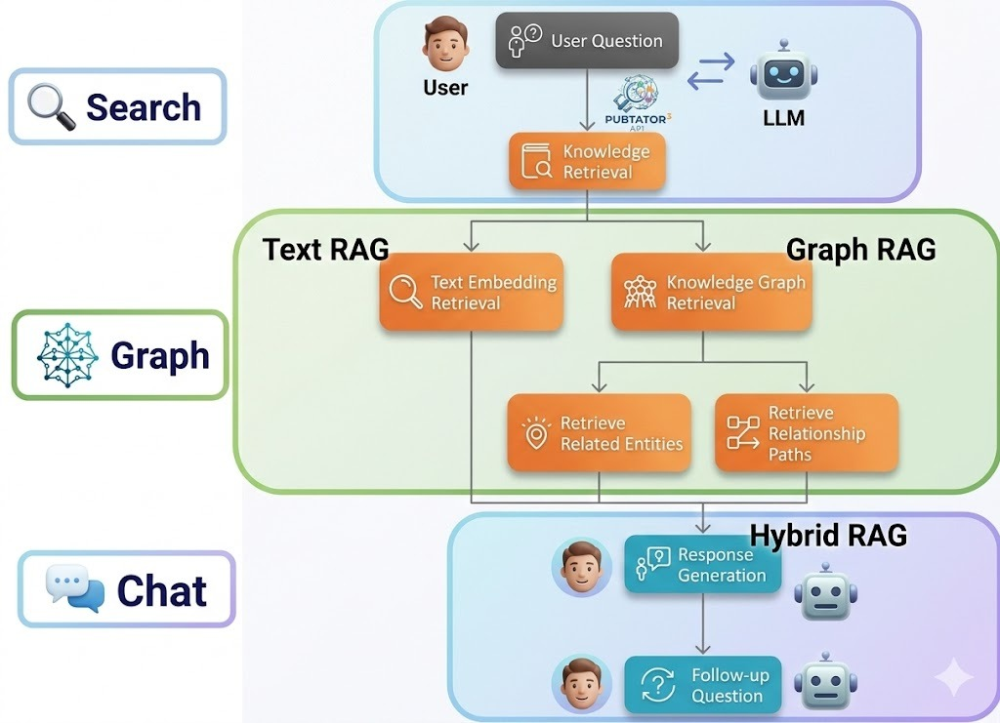 User Question
User
PUBTATOR3
API
LLM
Search
Knowledge
Retrieval
Text RAG
Graph RAG
Text Embedding
Retrieval
Knowledge Graph
Retrieval
Graph
Retrieve
Related Entities
Retrieve
Relationship
Paths
Hybrid RAG
Response
Generation
Chat
Follow-up
Question